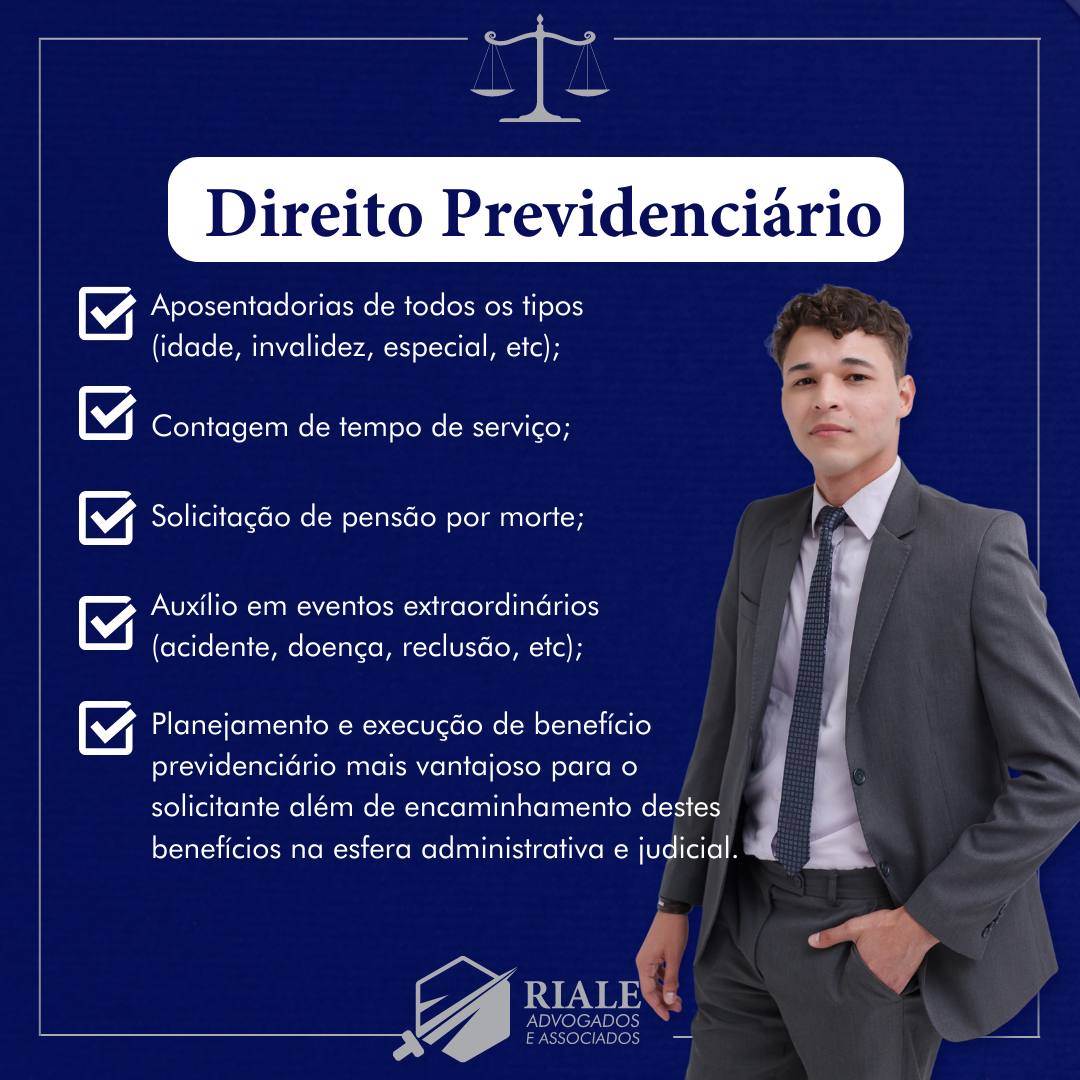 Direito Previdenciário
Aposentadorias de todos os tipos
(idade, invalidez, especial, etc);
Contagem de tempo de serviço;
Solicitação de pensão por morte;
Auxílio em eventos extraordinários
(acidente, doença, reclusão, etc);
Planejamento e execução de benefício
previdenciário mais vantajoso para o
solicitante além de encaminhamento destes
benefícios na esfera administrativa e judicial.
RIALE
ADVOGADOS
E ASSOCIADOS